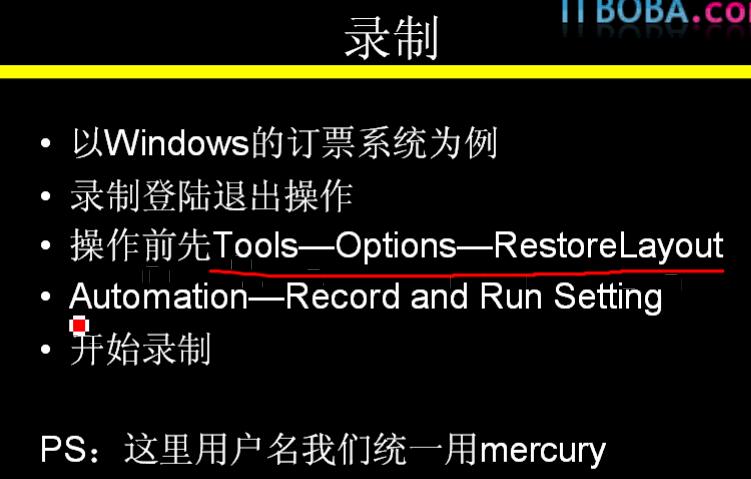 ITBOBA.co
录制
• 以Windows的订票系统为例
• 录制登陆退出操作
• 操作前先Tools—Options—RestoreLayout
• Automation—Record and Run Setting
• 开始录制
PS：这里用户名我们统一用mercury